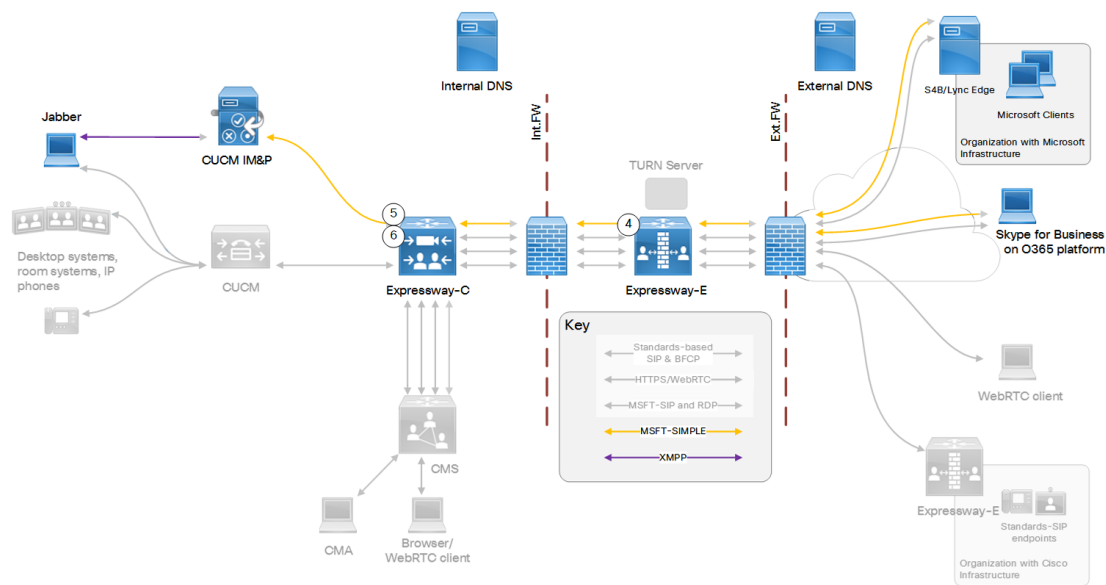 Internal DNS
External DNS
S4B/Lync Edge
Microsoft Clients
Organization with Microsoft
Infrastructure
Jabber
CUCM IM&P
Int.FW
Ext.FW
TURN Server
5
6
4
Skype for Business
on O365 platform
Desktop systems,
room systems, IP
phones
CUCM
Expressway-C
Expressway-E
Key
Standards-based
SIP & BFCP
HTTPS/WebRTC
MSFT-SIP and RDP
MSFT-SIMPLE
XMPP
WebRTC client
CMS
CMA
Browser/
WebRTC client
Expressway-E
Standards-SIP
endpoints
Organization with Cisco
Infrastructure